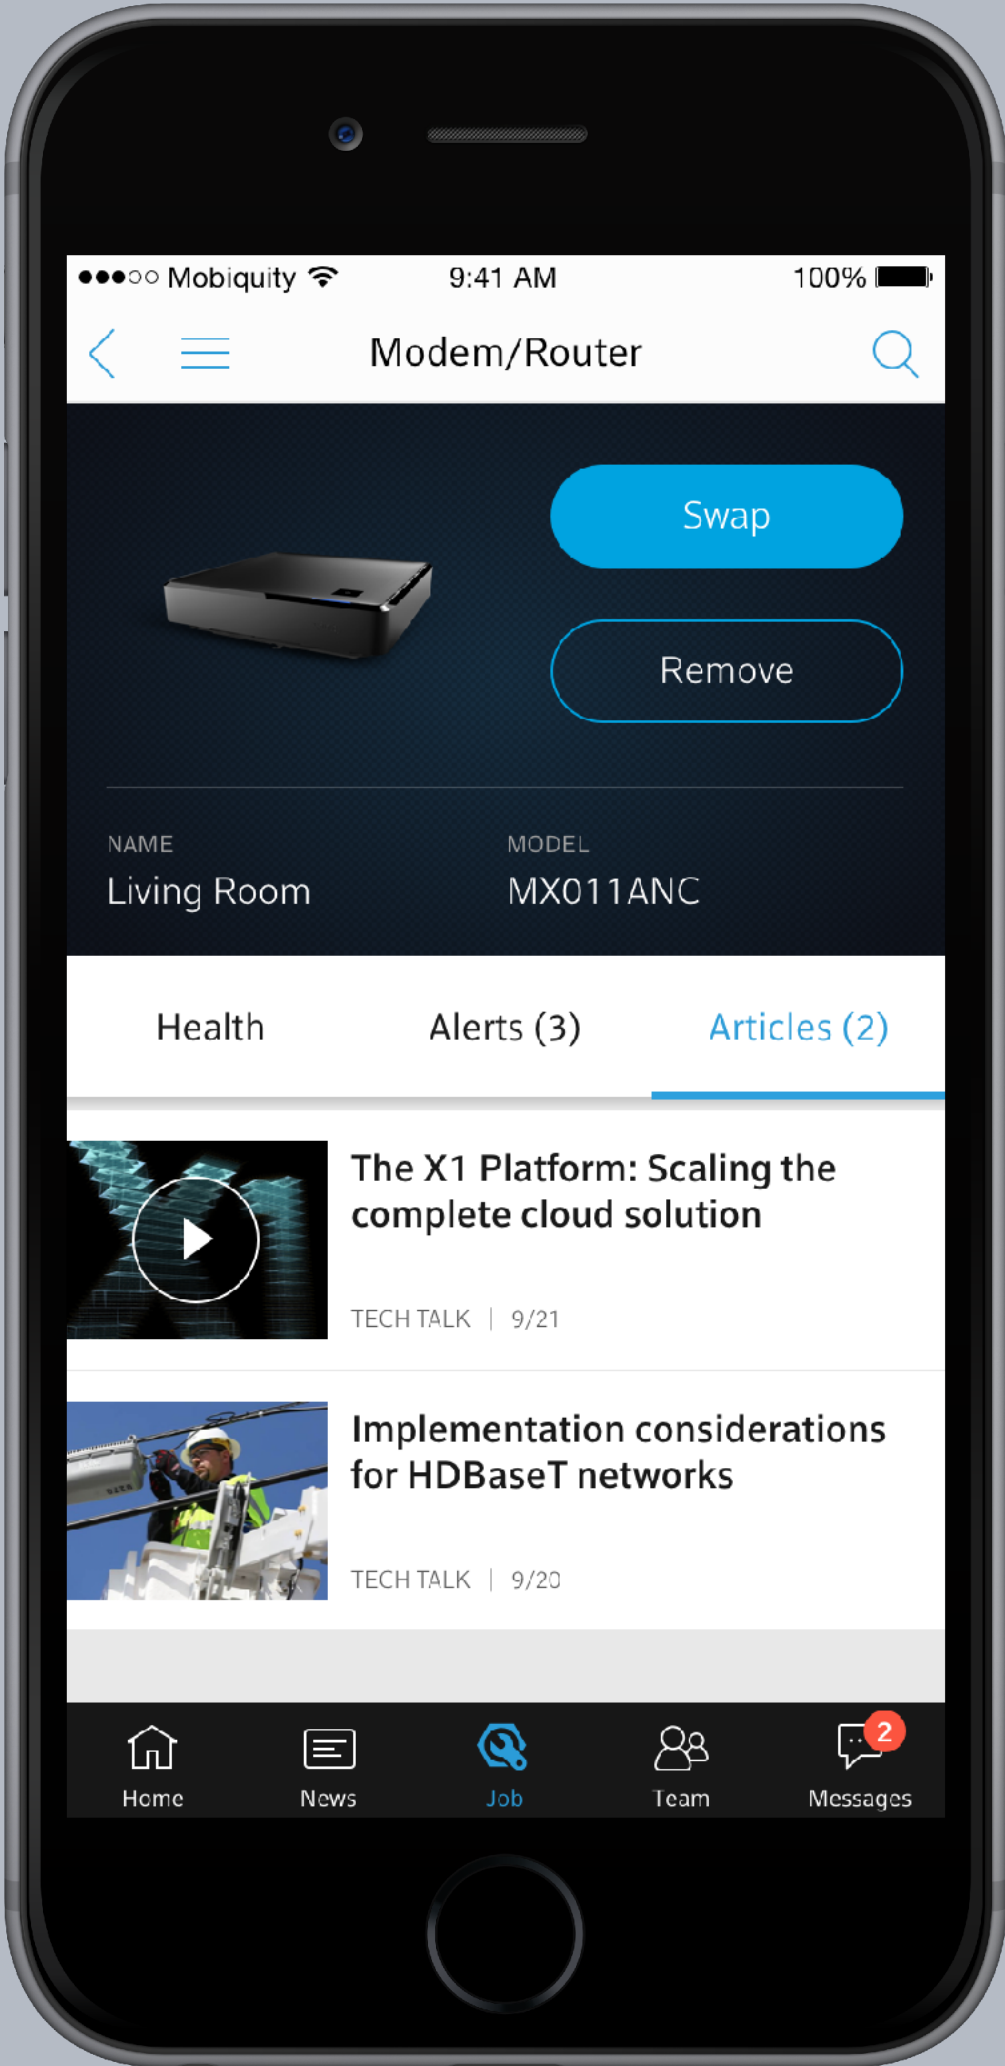 Mobiquity 9:41 AM 100%
Modem/Router
Swap
Remove
NAME MODEL
Living Room MX011ANC
Health Alerts (3) Articles (2)
X1
The X1 Platform: Scaling the
complete cloud solution
TECH TALK | 9/21
Implementation considerations
for HDBaseT networks
TECH TALK | 9/20
2
Home News Job Team Messages